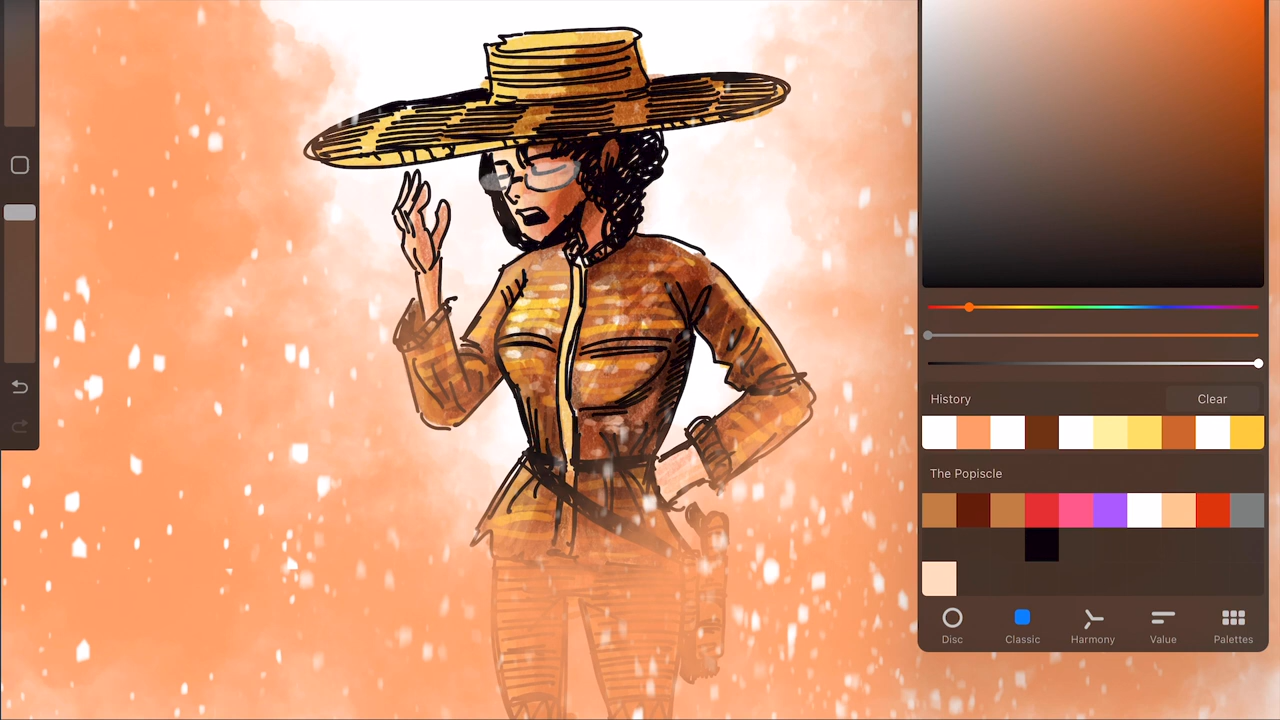 History
Clear
The Popiscle
Disc
Classic
Harmony
Value
Palettes